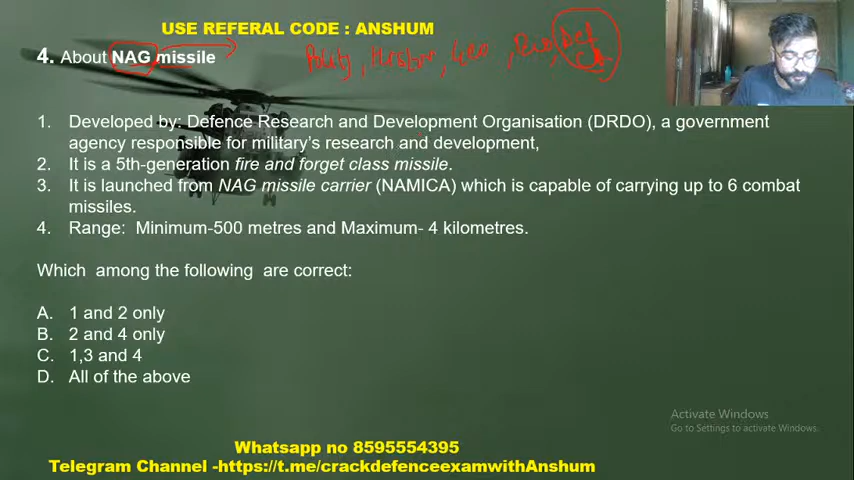 USE REFERAL CODE : ANSHUM
4. About NAG missile
Polity, Histor, Geo, Def
1. Developed by: Defence Research and Development Organisation (DRDO), a government
agency responsible for military's research and development,
2. It is a 5th-generation fire and forget class missile.
3. It is launched from NAG missile carrier (NAMICA) which is capable of carrying up to 6 combat
missiles.
4. Range: Minimum-500 metres and Maximum- 4 kilometres.
Which among the following are correct:
A. 1 and 2 only
B. 2 and 4 only
C. 1,3 and 4
D. All of the above
Activate Windows
Go to Settings to activate Windows.
Whatsapp no 8595554395
Telegram Channel -https://t.me/crackdefenceexamwithAnshum